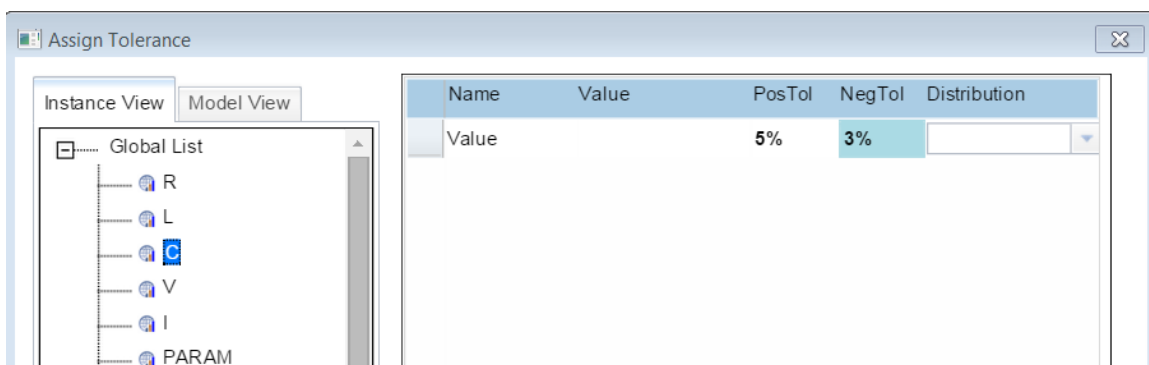 Assign Tolerance
Instance View Model View
Global List
R
L
C
V
I
PARAM
Name Value PosTol NegTol Distribution
Value 5% 3%